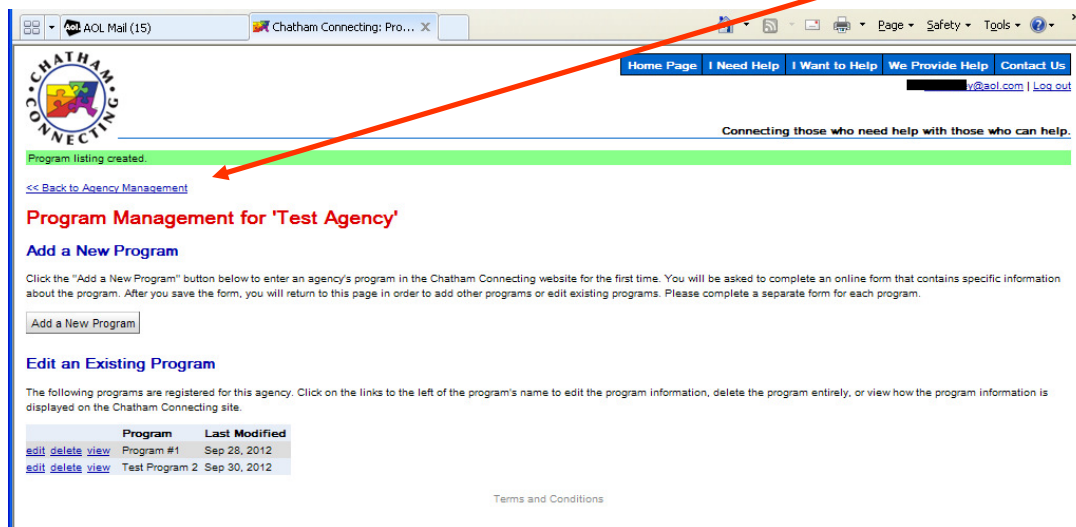 AOL Mail (15)
Chatham Connecting: Pro... X
Page Safety Tools
CHATHAM CONNECTING
Home Page I Need Help I Want to Help We Provide Help Contact Us
y@aol.com | Log out
Connecting those who need help with those who can help.
Program listing created.
<< Back to Agency Management
Program Management for 'Test Agency'
Add a New Program
Click the "Add a New Program" button below to enter an agency's program in the Chatham Connecting website for the first time. You will be asked to complete an online form that contains specific information
about the program. After you save the form, you will return to this page in order to add other programs or edit existing programs. Please complete a separate form for each program.
Add a New Program
Edit an Existing Program
The following programs are registered for this agency. Click on the links to the left of the program's name to edit the program information, delete the program entirely, or view how the program information is
displayed on the Chatham Connecting site.
Program Last Modified
edit delete view Program #1 Sep 28, 2012
edit delete view Test Program 2 Sep 30, 2012
Terms and Conditions